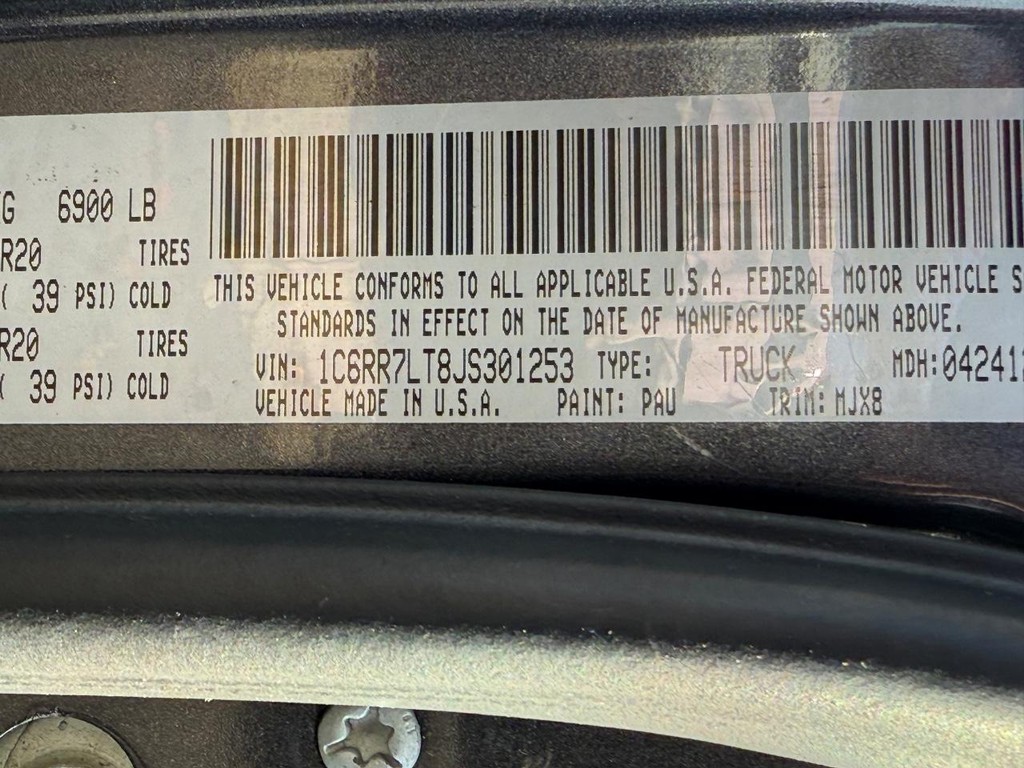 G 6900 LB
R20 TIRES
( 39 PSI) COLD
R20 TIRES
( 39 PSI) COLD
THIS VEHICLE CONFORMS TO ALL APPLICABLE U.S.A. FEDERAL MOTOR VEHICLE S
STANDARDS IN EFFECT ON THE DATE OF MANUFACTURE SHOWN ABOVE.
VIN: 1C6RR7LT8JS301253 TYPE: TRUCK MDH:042412
VEHICLE MADE IN U.S.A. PAINT: PAU TRIM: MJX8